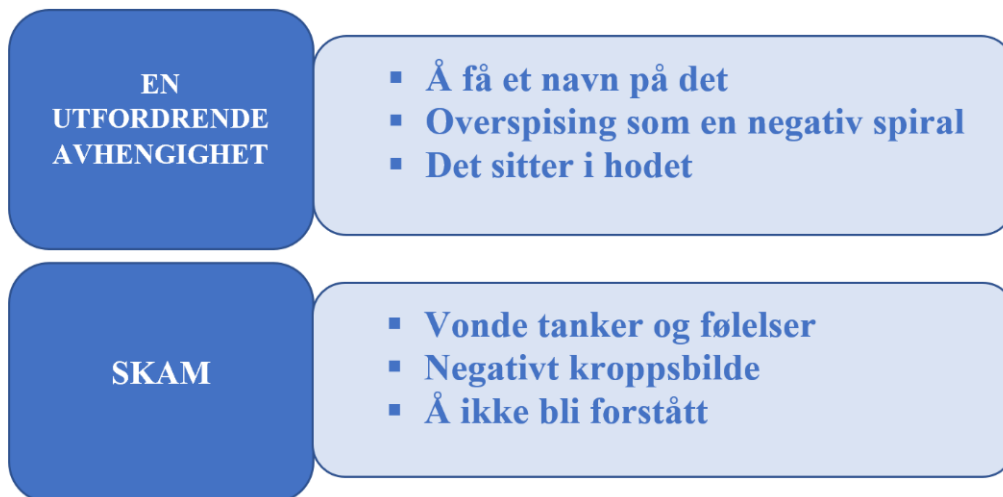 EN
UTFORDRENDE
AVHENGIGHET
▪ Å få et navn på det
▪ Overspising som en negativ spiral
▪ Det sitter i hodet
SKAM
▪ Vonde tanker og følelser
▪ Negativt kroppsbilde
▪ Å ikke bli forstått